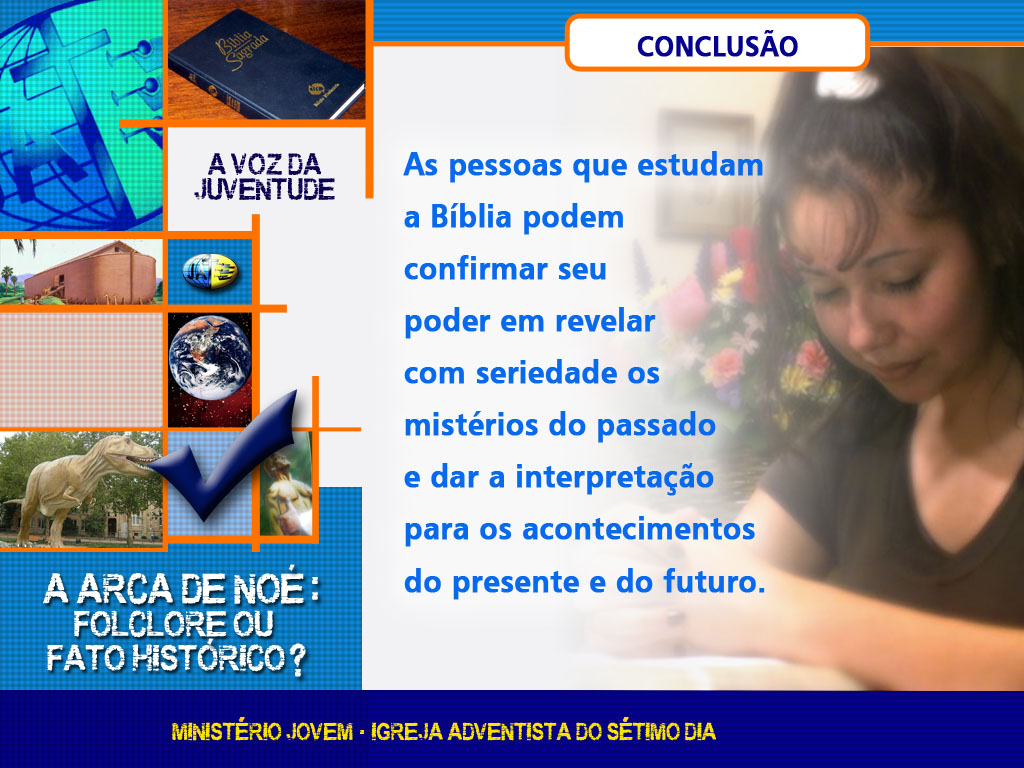 CONCLUSÃO
Bíblia
Sagrada
A VOZ DA
JUVENTUDE
As pessoas que estudam
a Bíblia podem
confirmar seu
poder em revelar
com seriedade os
mistérios do passado
e dar a interpretação
para os acontecimentos
do presente e do futuro.
A ARCA DE NOÉ:
FOLCLORE OU
FATO HISTÓRICO?
MINISTÉRIO JOVEM - IGREJA ADVENTISTA DO SÉTIMO DIA